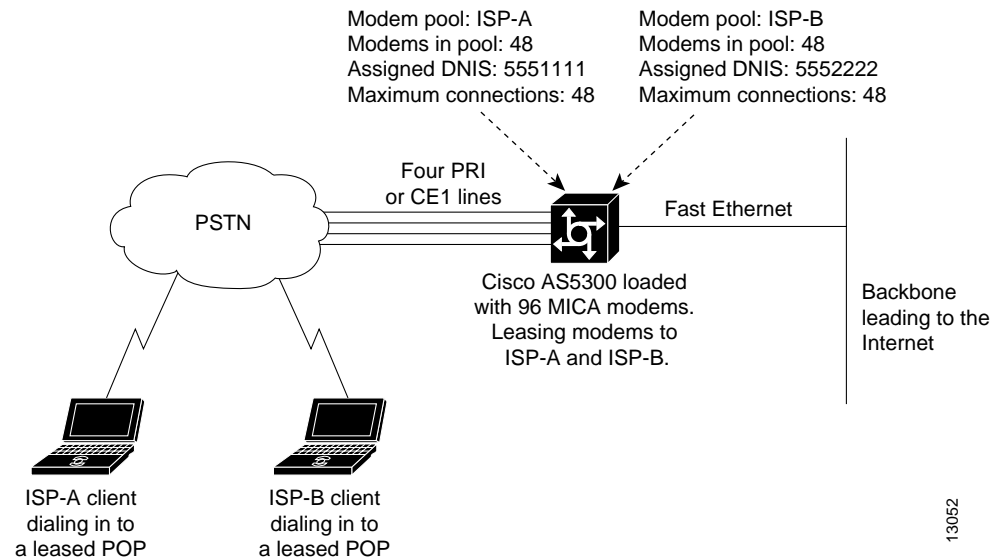 Modem pool: ISP-A
Modems in pool: 48
Assigned DNIS: 5551111
Maximum connections: 48
Modem pool: ISP-B
Modems in pool: 48
Assigned DNIS: 5552222
Maximum connections: 48
Four PRI
or CE1 lines
PSTN
Fast Ethernet
Cisco AS5300 loaded
with 96 MICA modems.
Leasing modems to
ISP-A and ISP-B.
Backbone
leading to the
Internet
ISP-A client
dialing in to
a leased POP
ISP-B client
dialing in to
a leased POP
13052